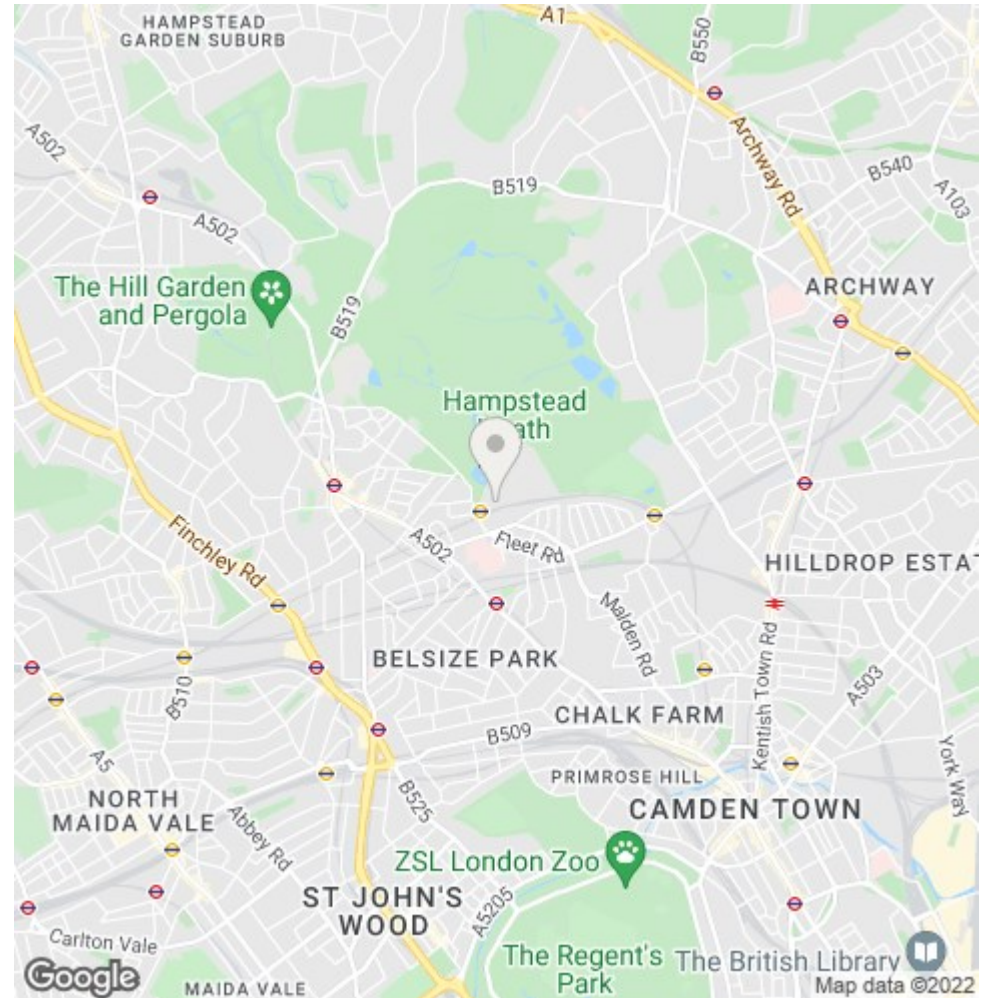 HAMPSTEAD
GARDEN SUBURB
A1
B550
A502
Archway Rd
B540
A103
B519
A502
The Hill Garden
and Pergola
B519
ARCHWAY
Hampstead
Finchley Rd
A502
Fleet Rd
HILLDROP ESTAT
Malden Rd
BELSIZE PARK
B510
Kentish Town Rd
A503
CHALK FARM
B509
A5
PRIMROSE HILL
York Way
NORTH
MAIDA VALE
Abbey Rd
B525
CAMDEN TOWN
ZSL London Zoo
ST JOHN'S
WOOD
A5205
Carlton Vale
The Regent's
Park
The British Library
Google
MAIDA VALE
Map data ©2022